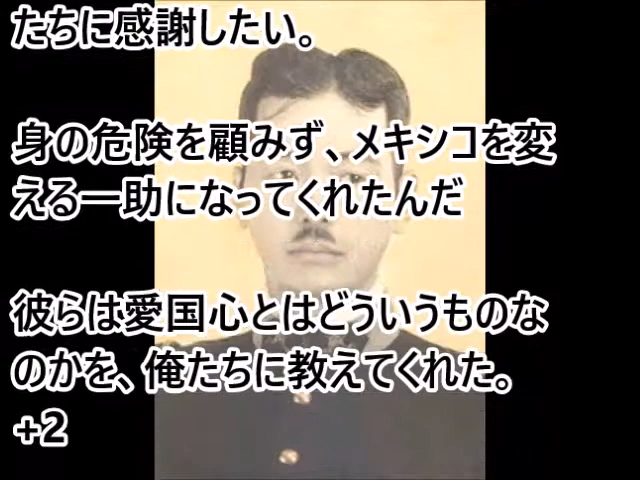 たちに感謝したい。
身の危険を顧みず、メキシコを変
える一助になってくれたんだ
彼らは愛国心とはどういうものな
のかを、俺たちに教えてくれた。
+2